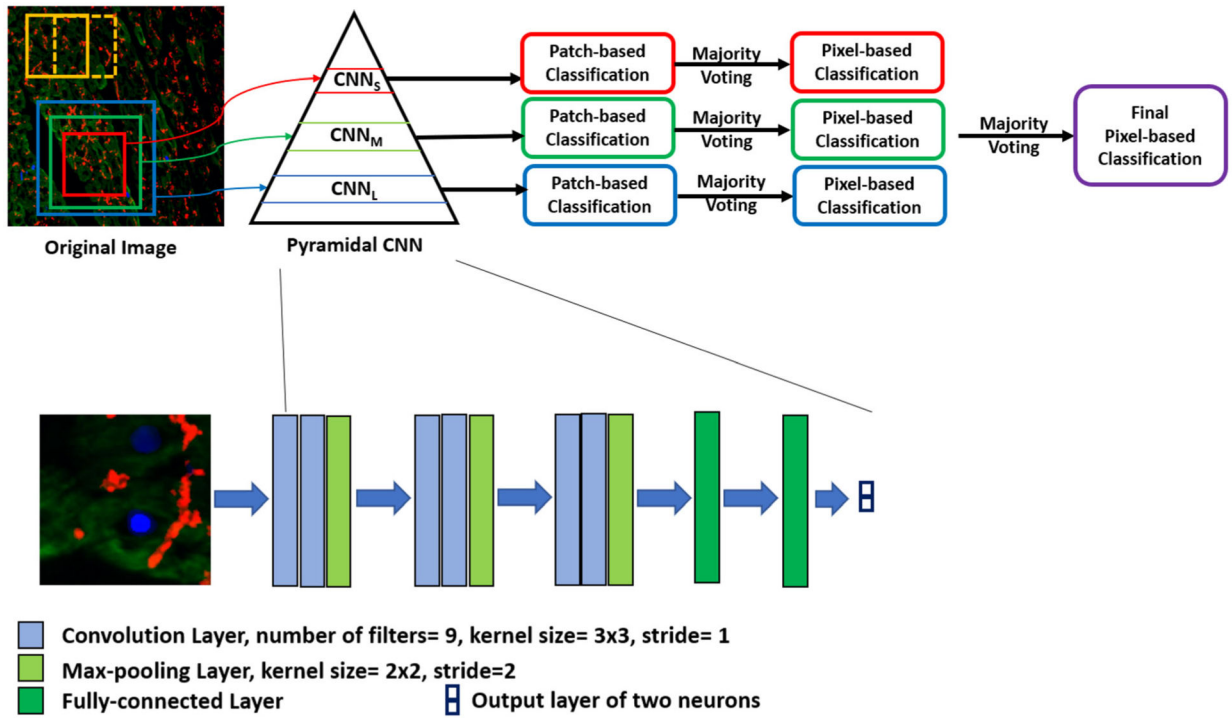 Original Image
CNNS
CNNM
CNNL
Pyramidal CNN
Patch-based
Classification
Majority
Voting
Pixel-based
Classification
Patch-based
Classification
Majority
Voting
Pixel-based
Classification
Patch-based
Classification
Majority
Voting
Pixel-based
Classification
Majority
Voting
Final
Pixel-based
Classification
Convolution Layer, number of filters= 9, kernel size= 3x3, stride= 1
Max-pooling Layer, kernel size= 2x2, stride=2
Fully-connected Layer
Output layer of two neurons